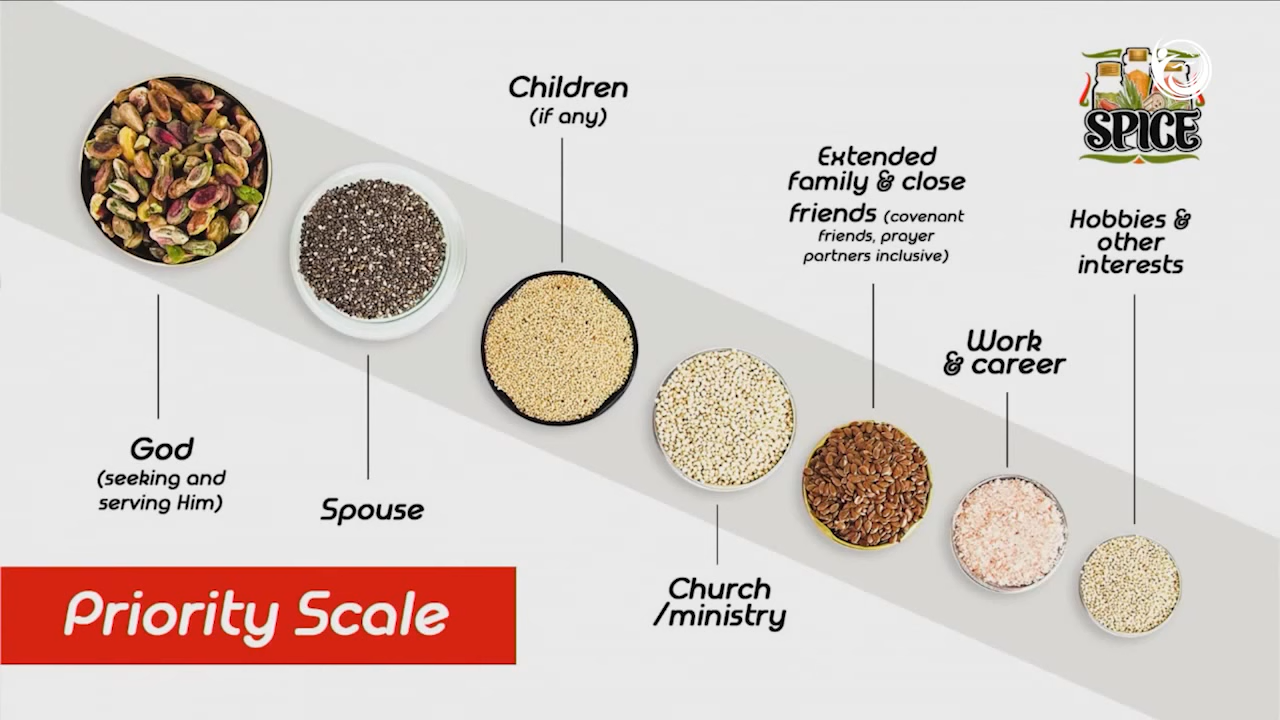 God
(seeking and
serving Him)
Spouse
Children
(if any)
Church
/ministry
Extended
family & close
friends (covenant
friends, prayer
partners inclusive)
Work
& career
Hobbies &
other
interests
SPICE
Priority Scale